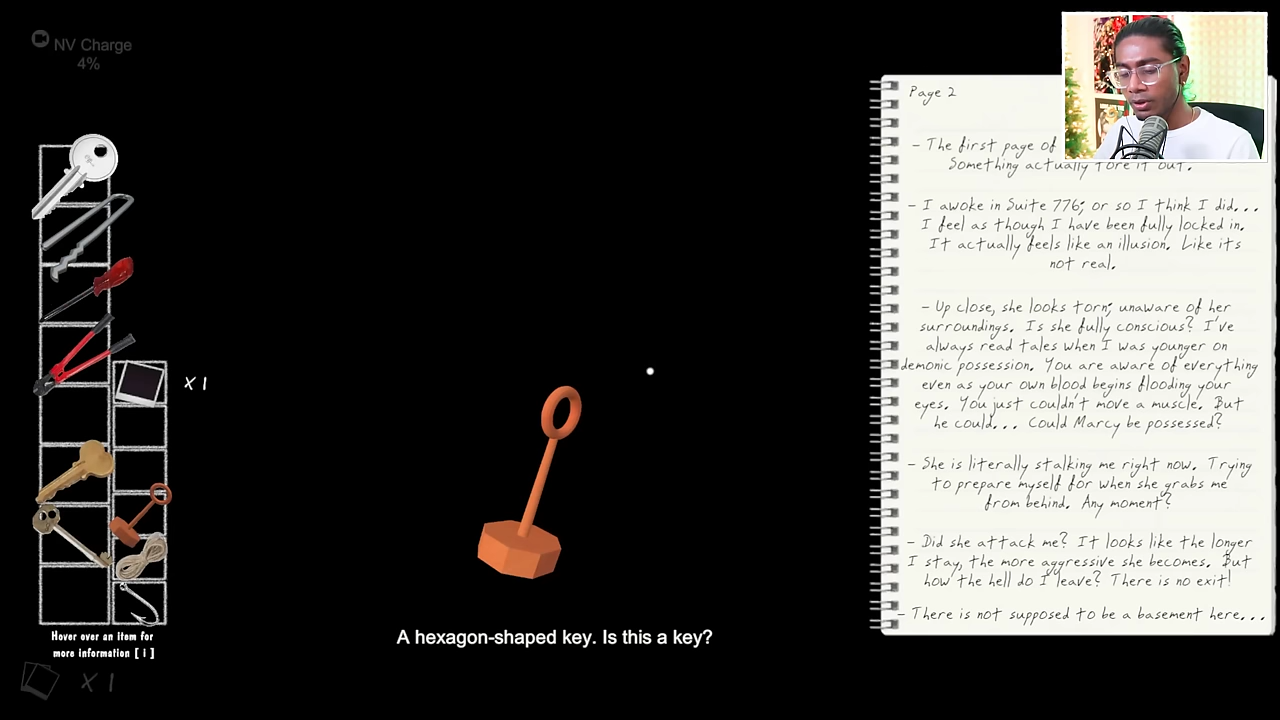 NV Charge
4%
X 1
Hover over an item for
more information [ i ]
X 1
A hexagon-shaped key. Is this a key?
Page 2
- The first page of
Something actually tore it out.
- I awoke in Suite 776; or so I think I did...
I feel as though I have been fully locked in.
It actually feels like an illusion. Like its
not real.
- Up close, she looks torn; unaware of her
surroundings. Is she fully conscious? I've
always read tales when I was younger on
demonic possession. You are aware of everything
even as your own blood begins flooding your
eyes. You just couldn't move a muscle. But
he could... Could Marcy be possessed?
- She is literally stalking me right now. Trying
to prepare myself for when she grabs me
from behind. Any moment?
- Did she attack me? It looks like the longer
I stay, the more aggressive she becomes. But
how the hell do I leave? There is no exit!
- There is not supposed to be a basement here...